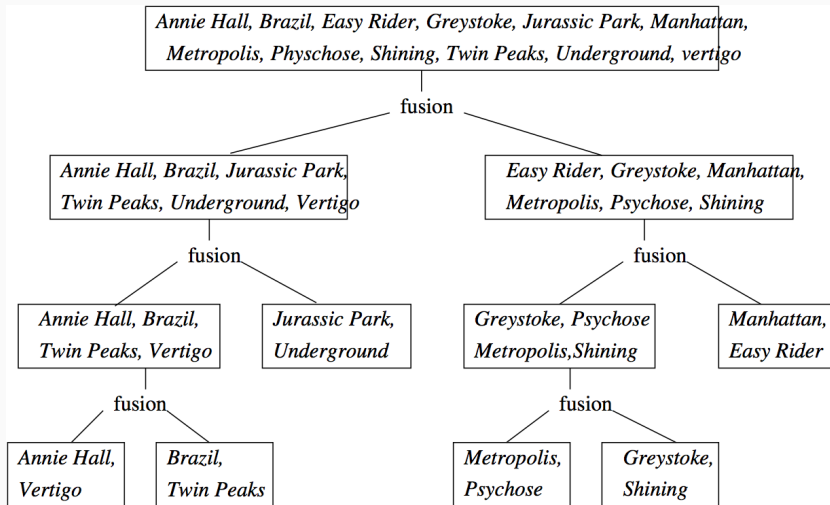 Annie Hall, Brazil, Easy Rider, Greystoke, Jurassic Park, Manhattan,
Metropolis, Physchose, Shining, Twin Peaks, Underground, vertigo
fusion
Annie Hall, Brazil, Jurassic Park,
Twin Peaks, Underground, Vertigo
Easy Rider, Greystoke, Manhattan,
Metropolis, Psychose, Shining
fusion
fusion
Annie Hall, Brazil,
Twin Peaks, Vertigo
Jurassic Park,
Underground
Greystoke, Psychose
Metropolis,Shining
Manhattan,
Easy Rider
fusion
fusion
Annie Hall,
Vertigo
Brazil,
Twin Peaks
Metropolis,
Psychose
Greystoke,
Shining